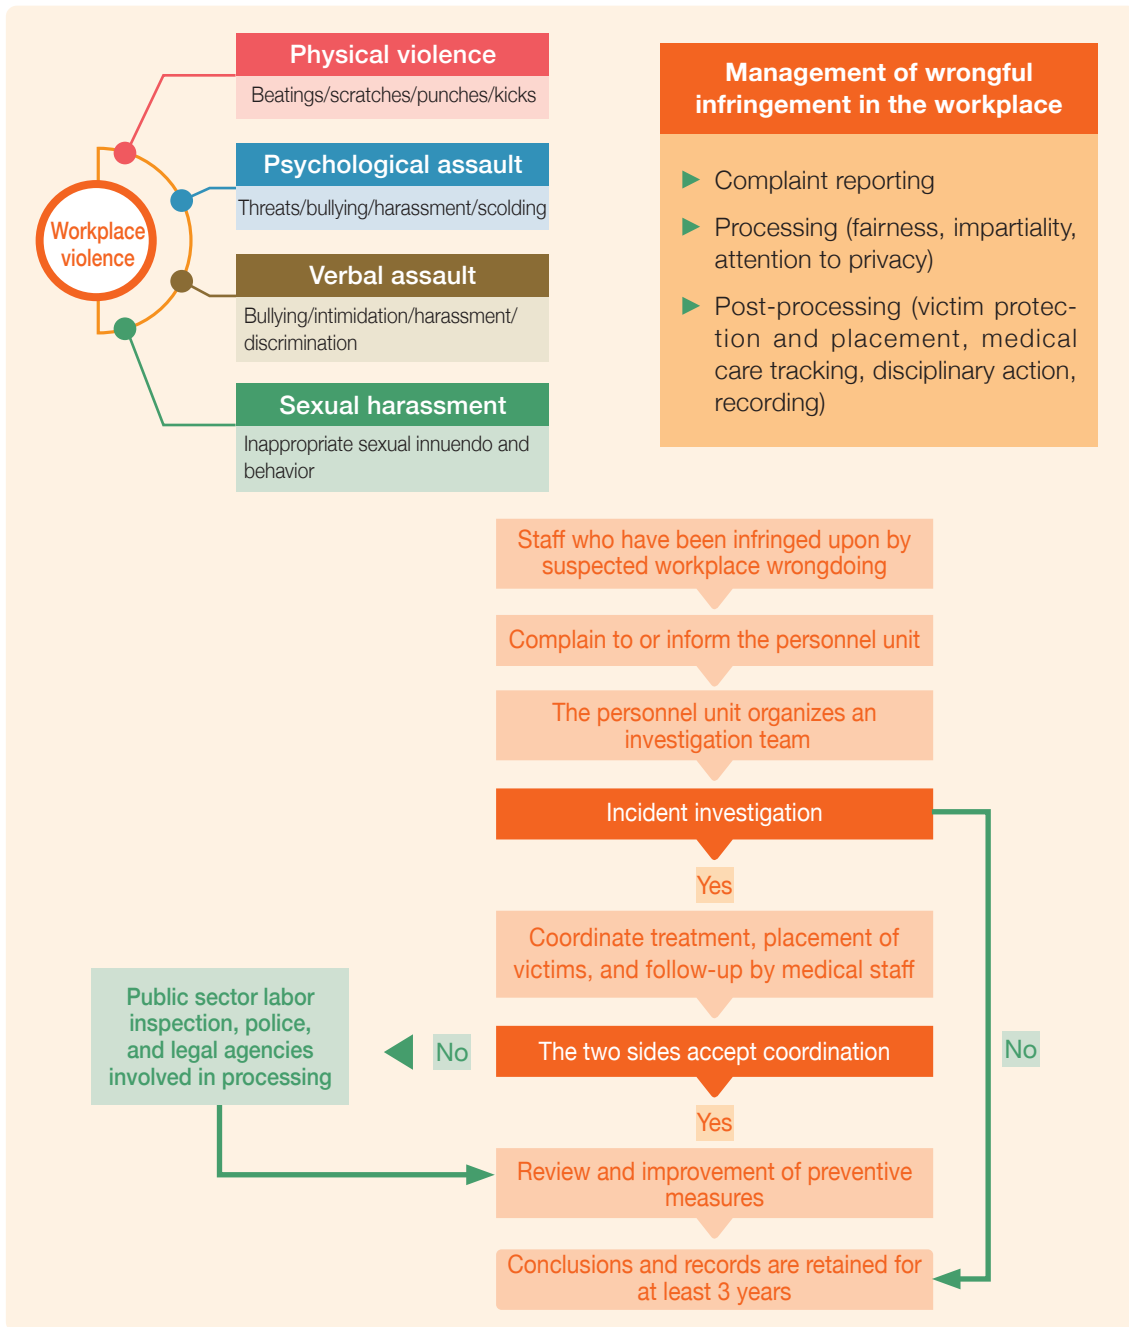 Workplace
violence
Physical violence
Beatings/scratches/punches/kicks
Psychological assault
Threats/bullying/harassment/scolding
Verbal assault
Bullying/intimidation/harassment/
discrimination
Sexual harassment
Inappropriate sexual innuendo and
behavior
Management of wrongful
infringement in the workplace
Complaint reporting
Processing (fairness, impartiality,
attention to privacy)
Post-processing (victim protec-
tion and placement, medical
care tracking, disciplinary action,
recording)
Staff who have been infringed upon by
suspected workplace wrongdoing
Complain to or inform the personnel unit
The personnel unit organizes an
investigation team
Incident investigation
Yes
Coordinate treatment, placement of
victims, and follow-up by medical staff
The two sides accept coordination
No
Public sector labor
inspection, police,
and legal agencies
involved in processing
No
Yes
Review and improvement of preventive
measures
Conclusions and records are retained for
at least 3 years